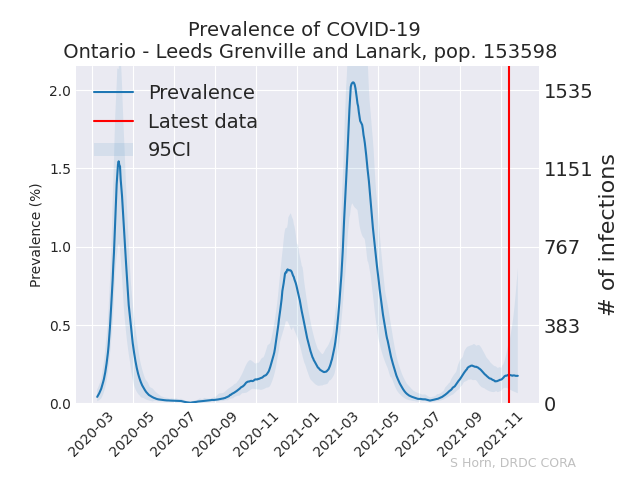 Prevalence of COVID-19
Ontario - Leeds Grenville and Lanark, pop. 153598
Prevalence
Latest data
95CI
Prevalence (%)
2.0
1.5
1.0
0.5
0.0
1535
1151
767
383
0
# of infections
2020-03
2020-05
2020-07
2020-09
2020-11
2021-01
2021-03
2021-05
2021-07
2021-09
2021-11
S Horn, DRDC CORA